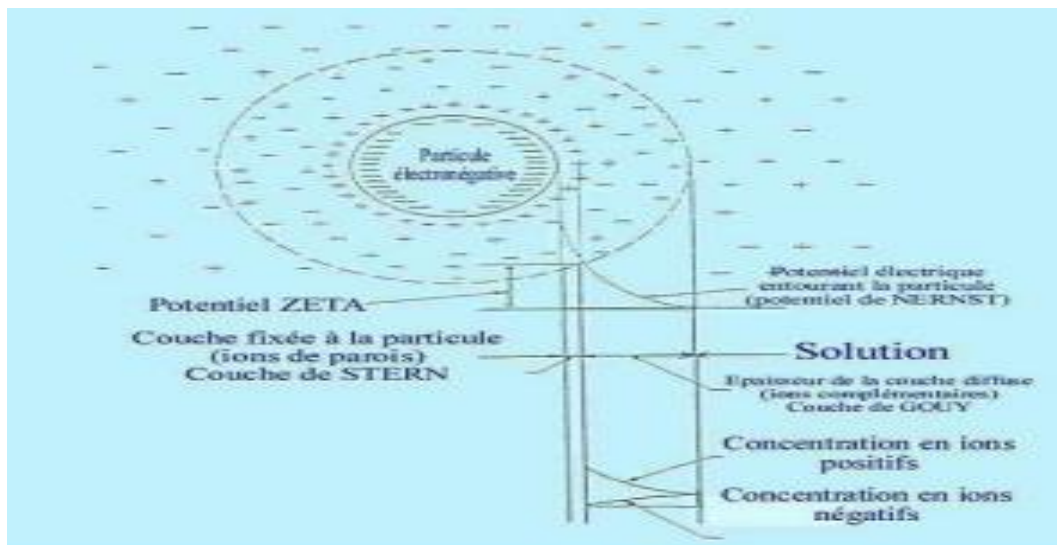 Particule
électronégative
Potentiel électrique
entourant la particule
(potentiel de NERNST)
Potentiel ZETA
Couche fixée à la particule
(ions de parois)
Couche de STERN
Solution
Epaisseur de la couche diffuse
(ions complémentaires)
Couche de GOUY
Concentration en ions
positifs
Concentration en ions
négatifs